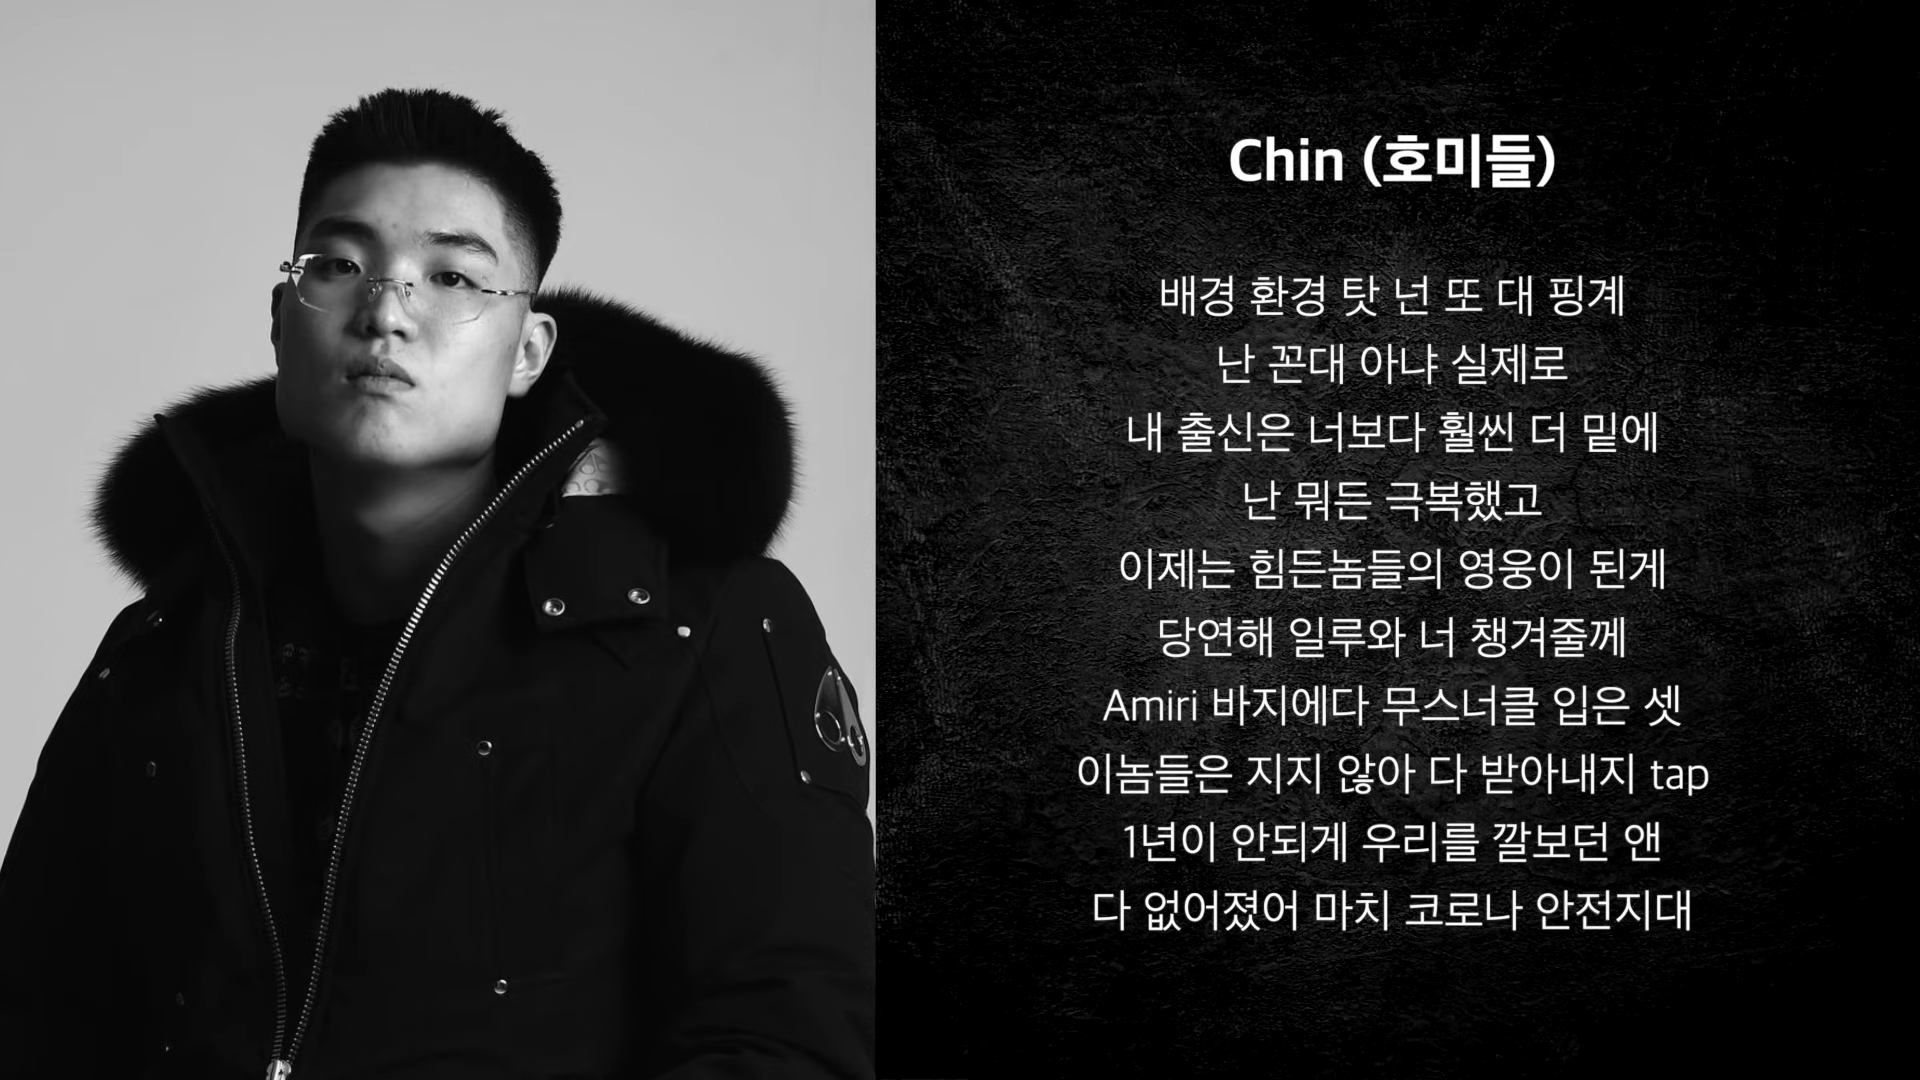 Chin (호미들)
배경 환경 탓 넌 또 대 핑계
난 꼰대 아냐 실제로
내 출신은 너보다 훨씬 더 밑에
난 뭐든 극복했고
이제는 힘든놈들의 영웅이 된게
당연해 일루와 너 챙겨줄께
Amiri 바지에다 무스너클 입은 셋
이놈들은 지지 않아 다 받아내지 tap
1년이 안되게 우리를 깔보던 앤
다 없어졌어 마치 코로나 안전지대